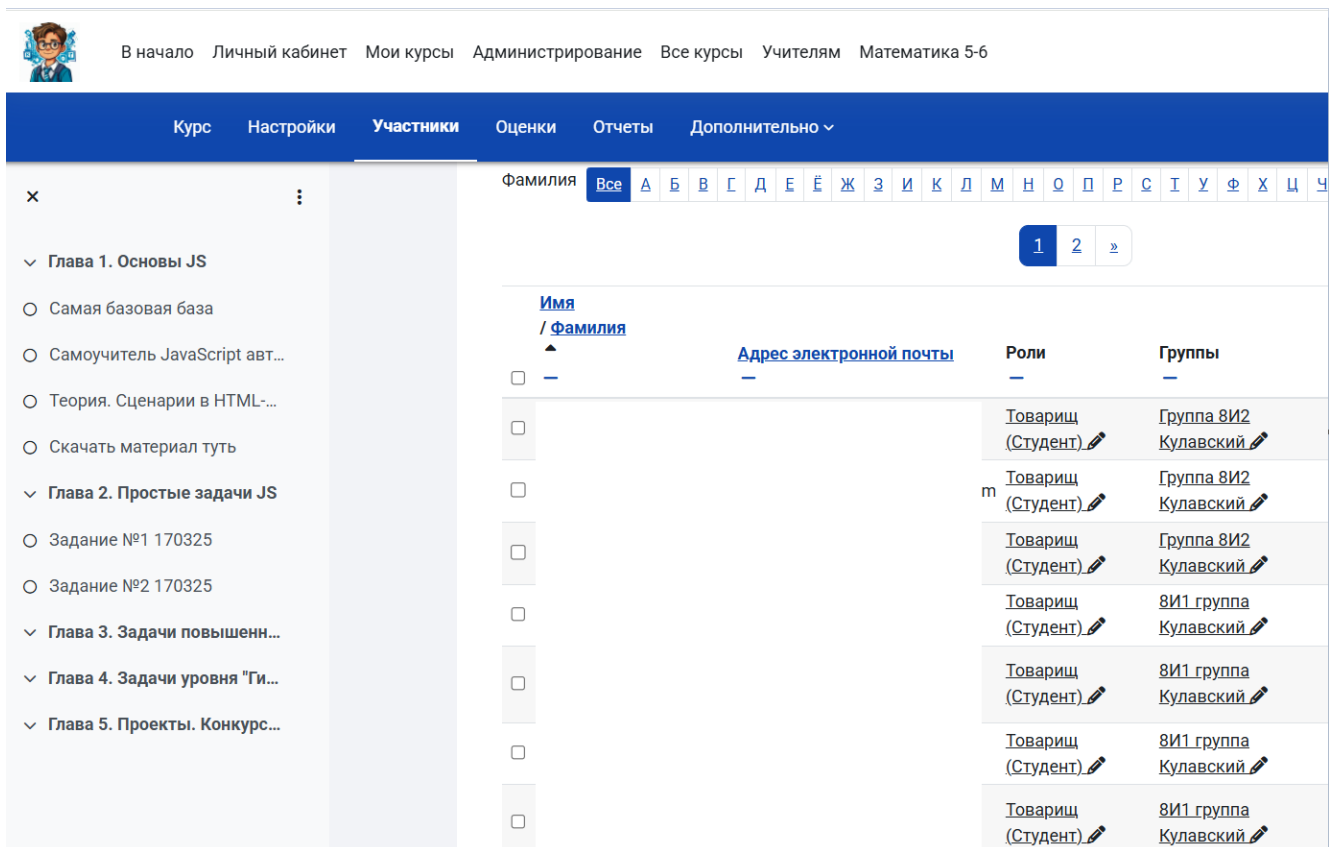 В начало Личный кабинет Мои курсы Администрирование Все курсы Учителям Математика 5-6
Курс Настройки Участники Оценки Отчеты Дополнительно
Глава 1. Основы JS
Самая базовая база
Самоучитель JavaScript авт...
Теория. Сценарии в HTML-...
Скачать материал туть
Глава 2. Простые задачи JS
Задание №1 170325
Задание №2 170325
Глава 3. Задачи повышенн...
Глава 4. Задачи уровня "Ги...
Глава 5. Проекты. Конкурс...
Фамилия Все А Б В Г Д Е Ё Ж З И К Л М Н О П Р С Т У Ф Х Ц Ч
1 2 »
Имя
/ Фамилия
Адрес электронной почты Роли Группы
Товарищ
(Студент)
Группа 8И2
Кулавский
m
Товарищ
(Студент)
Группа 8И2
Кулавский
Товарищ
(Студент)
Группа 8И2
Кулавский
Товарищ
(Студент)
8И1 группа
Кулавский
Товарищ
(Студент)
8И1 группа
Кулавский
Товарищ
(Студент)
8И1 группа
Кулавский
Товарищ
(Студент)
8И1 группа
Кулавский